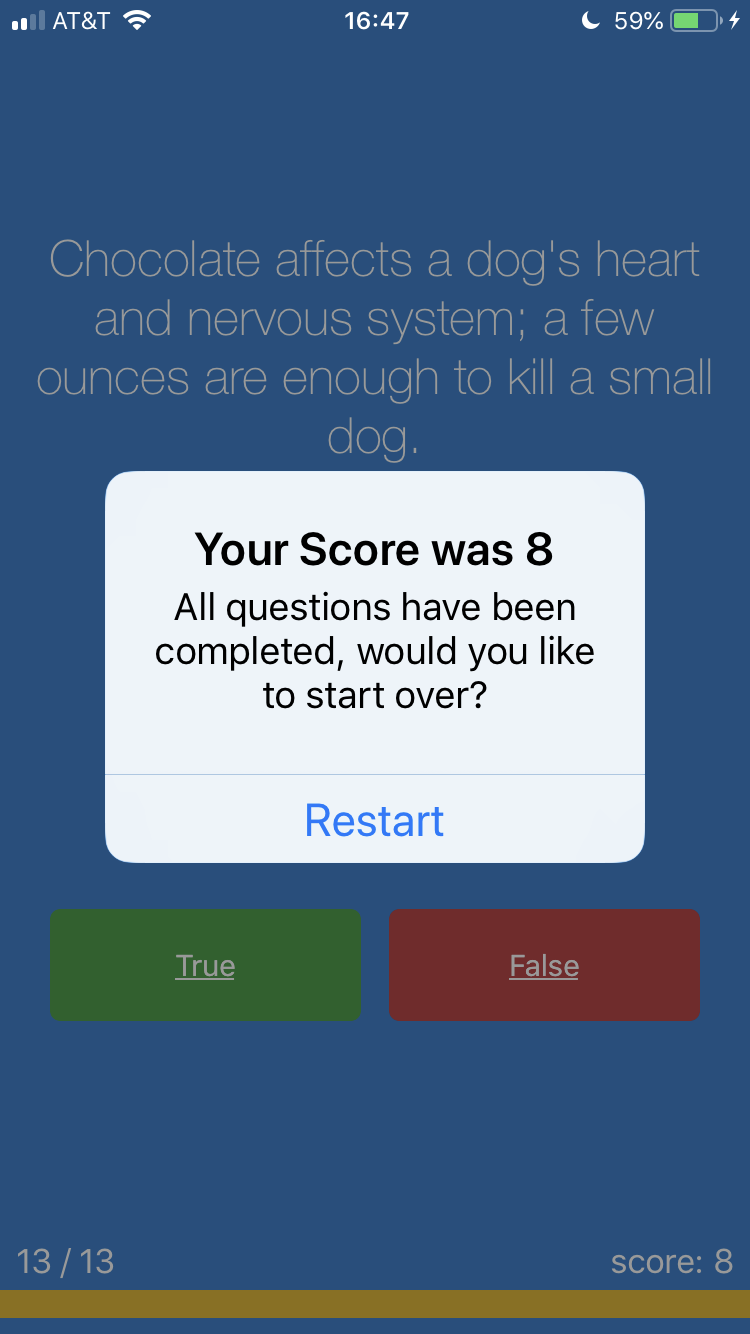 AT&T 16:47 59%
Chocolate affects a dog's heart
and nervous system; a few
ounces are enough to kill a small
dog.
Your Score was 8
All questions have been
completed, would you like
to start over?
Restart
True False
13 / 13 score: 8